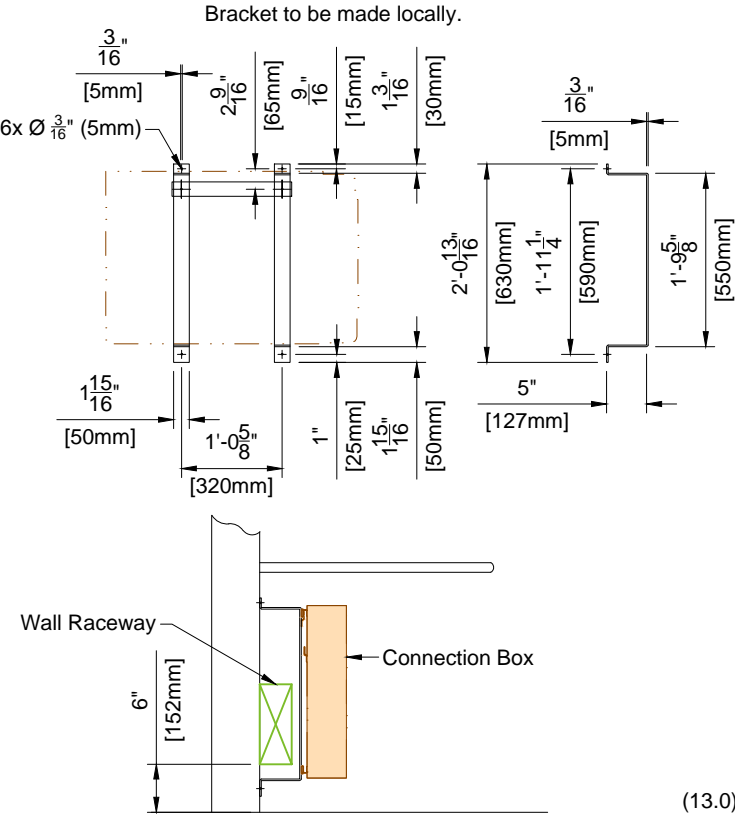 Bracket to be made locally.
3/16"
[5mm]
6x Ø 3/16" (5mm)
2 9/16"
[65mm]
9/16"
[15mm]
1 3/16"
[30mm]
3/16"
[5mm]
2'-0 13/16"
[630mm]
1'-11 1/4"
[590mm]
1'-9 5/8"
[550mm]
1 15/16"
[50mm]
1'-0 5/8"
[320mm]
1"
[25mm]
1 15/16"
[50mm]
5"
[127mm]
Wall Raceway
Connection Box
6"
[152mm]
(13.0)